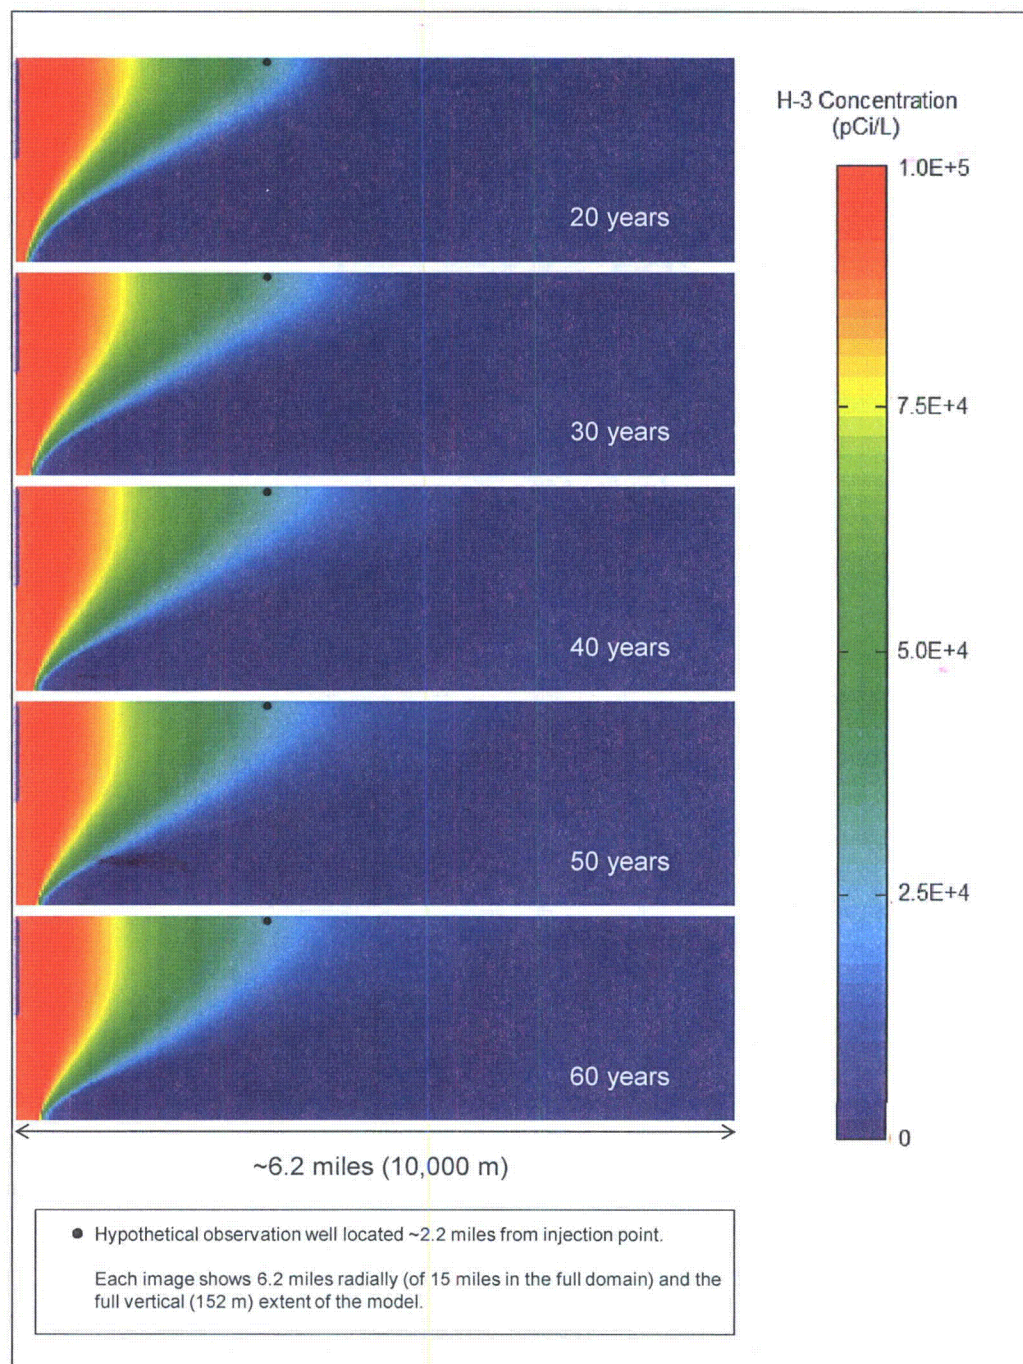 H-3 Concentration
(pCi/L)
1.0E+5
7.5E+4
5.0E+4
2.5E+4
0
20 years
30 years
40 years
50 years
60 years
~6.2 miles (10,000 m)
Hypothetical observation well located ~2.2 miles from injection point.
Each image shows 6.2 miles radially (of 15 miles in the full domain) and the
full vertical (152 m) extent of the model.